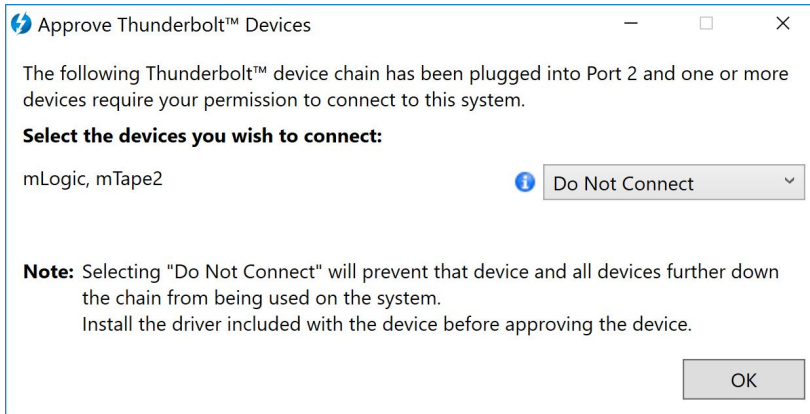 Approve Thunderbolt™ Devices
The following Thunderbolt™ device chain has been plugged into Port 2 and one or more
devices require your permission to connect to this system.
Select the devices you wish to connect:
mLogic, mTape2
Do Not Connect
Note: Selecting "Do Not Connect" will prevent that device and all devices further down
the chain from being used on the system.
Install the driver included with the device before approving the device.
OK